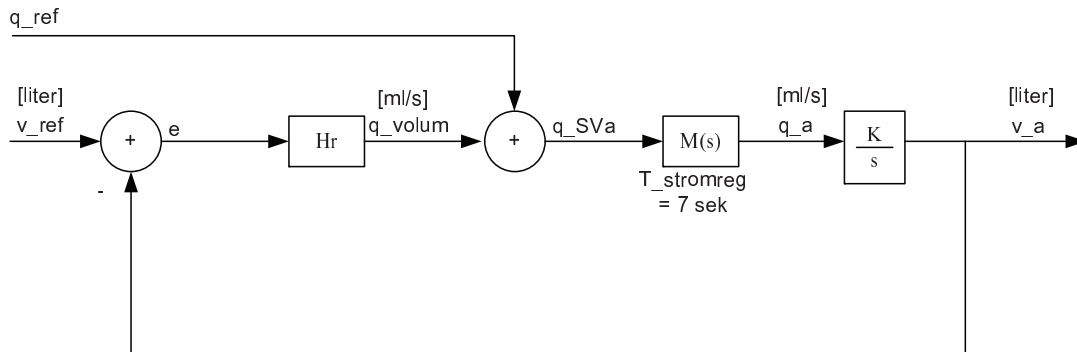 q_ref
[liter]
v_ref
+
-
e
Hr
[ml/s]
q_volum
+
q_SVa
M(s)
T_stromreg
= 7 sek
[ml/s]
q_a
K
s
[liter]
v_a